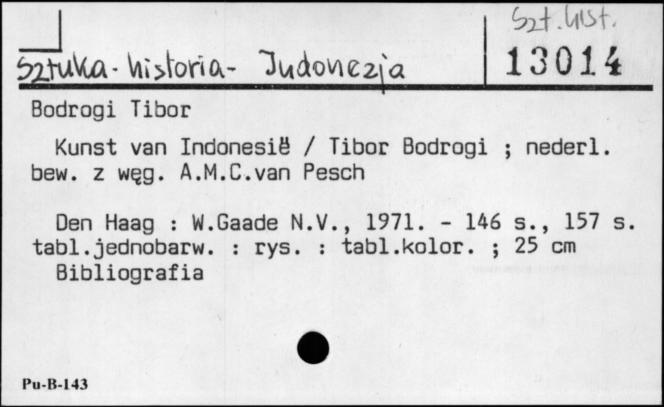 Szt. hist.
Sztuka - historia - Indonezja
13014
Bodrogi Tibor
Kunst van Indonesië / Tibor Bodrogi ; nederl.
bew. z węg. A.M.C.van Pesch
Den Haag : W.Gaade N.V., 1971. - 146 s., 157 s.
tabl.jednobarw. : rys. : tabl.kolor. ; 25 cm
Bibliografia
Pu-B-143